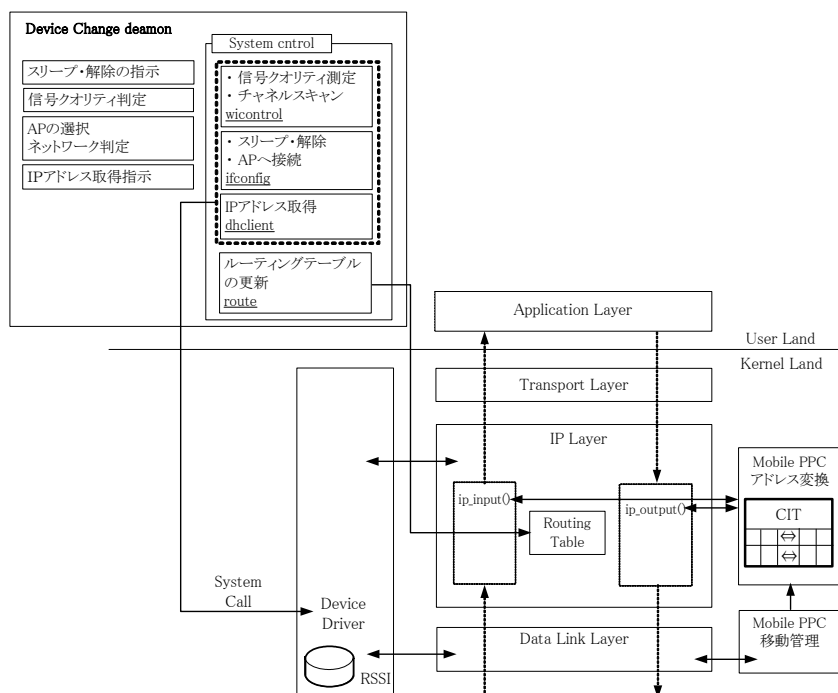 Device Change deamon
System cntrol
スリープ・解除の指示
信号クオリティ判定
APの選択
ネットワーク判定
IPアドレス取得指示
・信号クオリティ測定
・チャネルスキャン
wicontrol
・スリープ・解除
・APへ接続
ifconfig
IPアドレス取得
dhclient
ルーティングテーブル
の更新
route
Application Layer
User Land
Kernel Land
Transport Layer
IP Layer
ip_input()
Routing
Table
ip_output()
Mobile PPC
アドレス変換
CIT
⇔
⇔
System
Call
Device
Driver
RSSI
Data Link Layer
Mobile PPC
移動管理